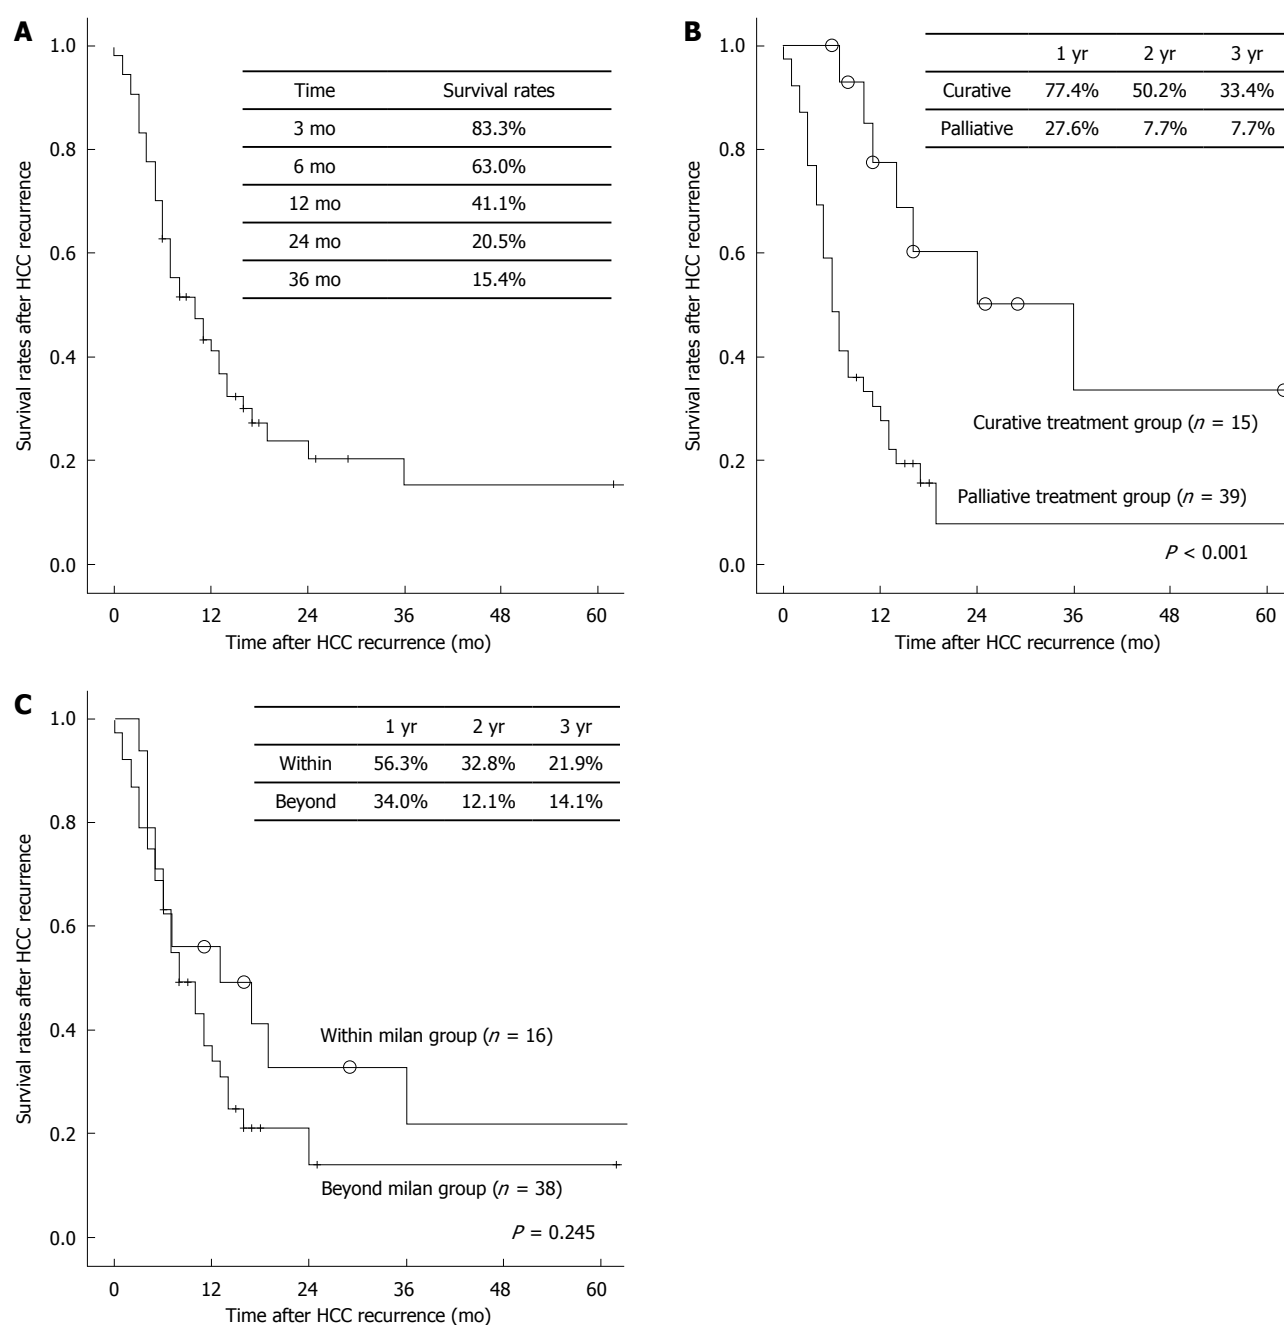 A
Survival rates after HCC recurrence
1.0
0.8
0.6
0.4
0.2
0.0
Time Survival rates
3 mo 83.3%
6 mo 63.0%
12 mo 41.1%
24 mo 20.5%
36 mo 15.4%
0 12 24 36 48 60
Time after HCC recurrence (mo)
B
Survival rates after HCC recurrence
1.0
0.8
0.6
0.4
0.2
0.0
1 yr 2 yr 3 yr
Curative 77.4% 50.2% 33.4%
Palliative 27.6% 7.7% 7.7%
Curative treatment group (n = 15)
Palliative treatment group (n = 39)
P < 0.001
0 12 24 36 48 60
Time after HCC recurrence (mo)
C
Survival rates after HCC recurrence
1.0
0.8
0.6
0.4
0.2
0.0
1 yr 2 yr 3 yr
Within 56.3% 32.8% 21.9%
Beyond 34.0% 12.1% 14.1%
Within milan group (n = 16)
Beyond milan group (n = 38)
P = 0.245
0 12 24 36 48 60
Time after HCC recurrence (mo)